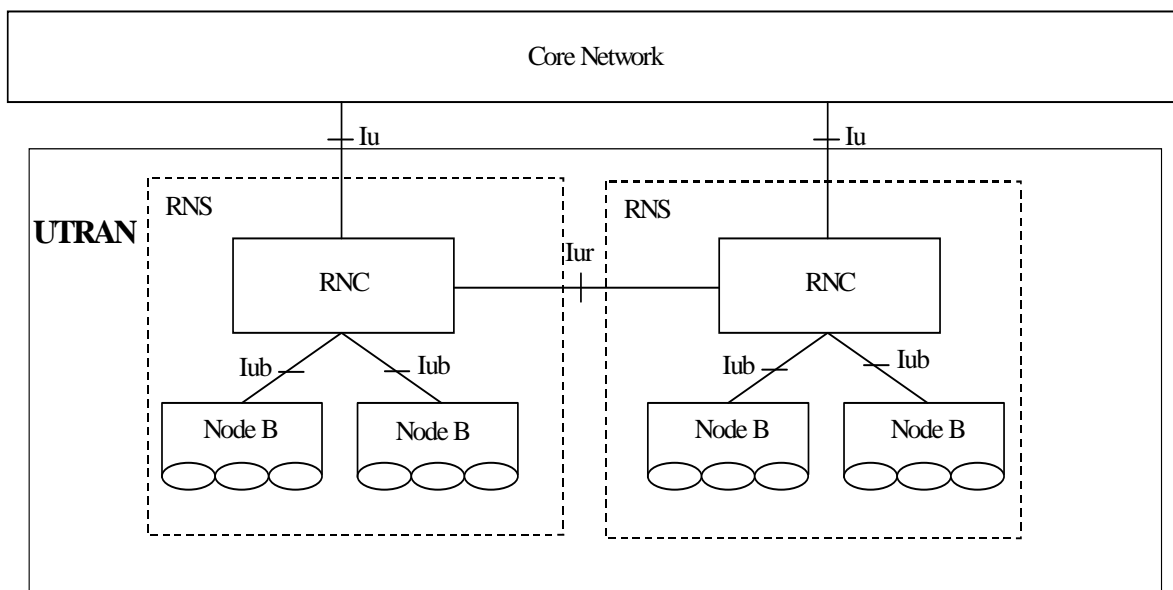 Core Network
Iu
Iu
RNS
RNS
UTRAN
Iur
RNC
RNC
Iub
Iub
Iub
Iub
Node B
Node B
Node B
Node B